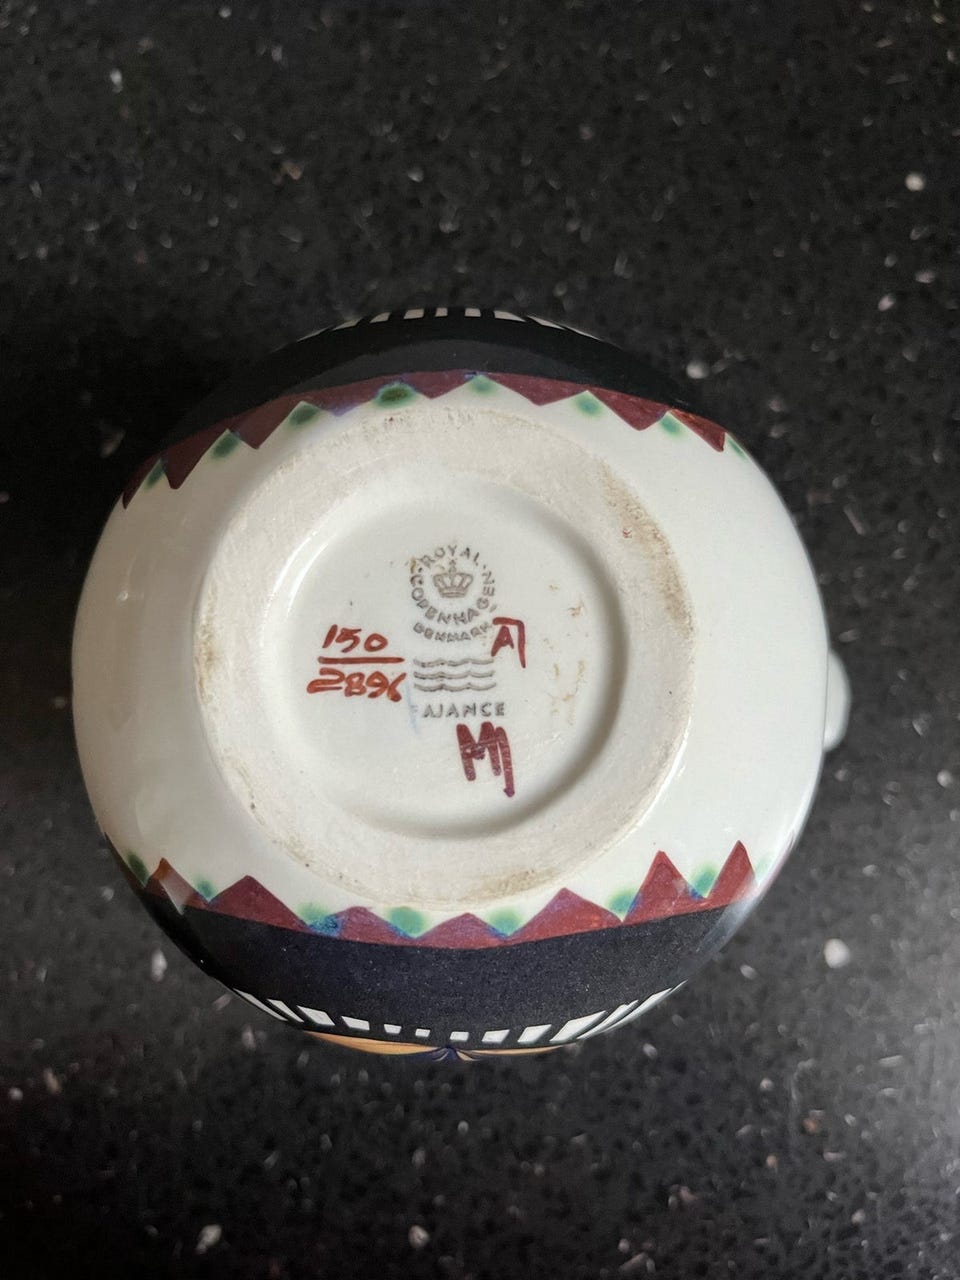 ROYAL
COPENHAGEN
DENMARK
A
150
2896
AJANCE